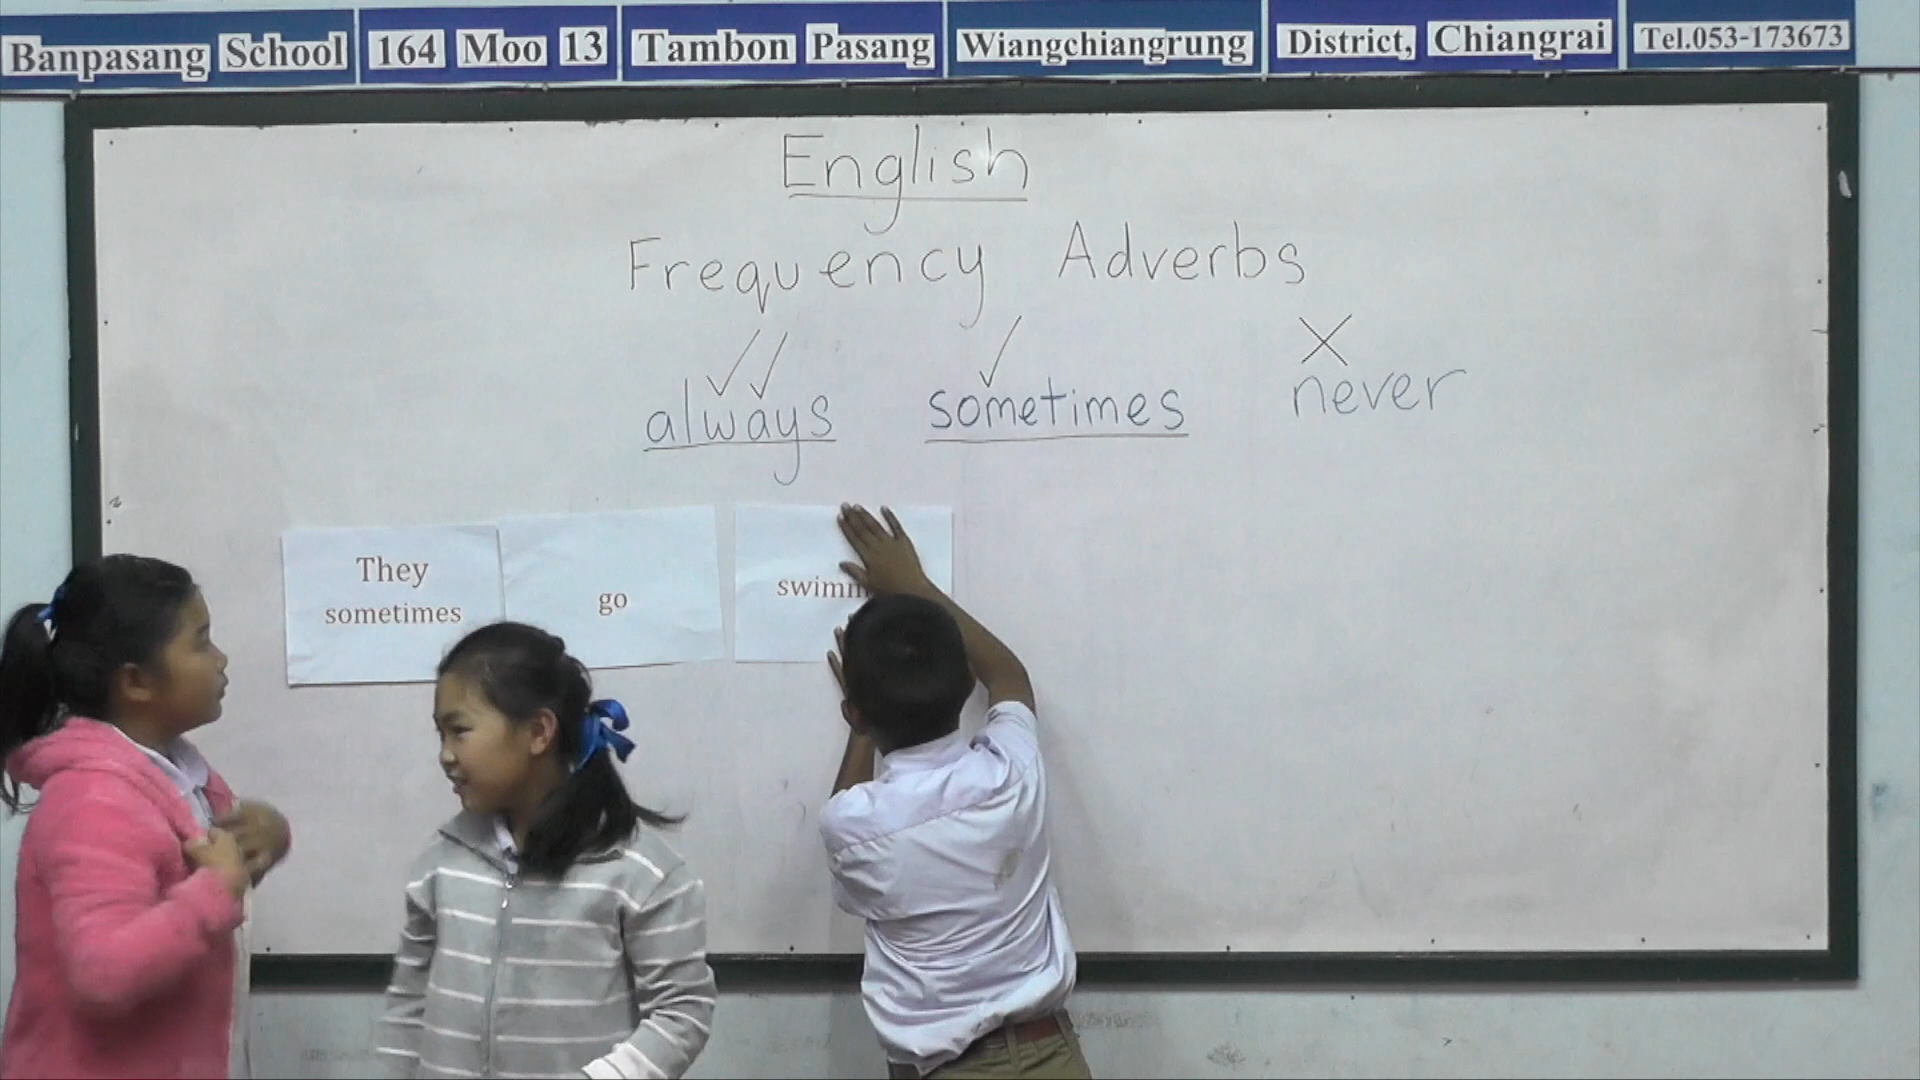 Banpasang School 164 Moo 13 Tambon Pasang Wiangchiangrung District, Chiangrai Tel.053-173673
English
Frequency Adverbs
always sometimes never
They
sometimes
go